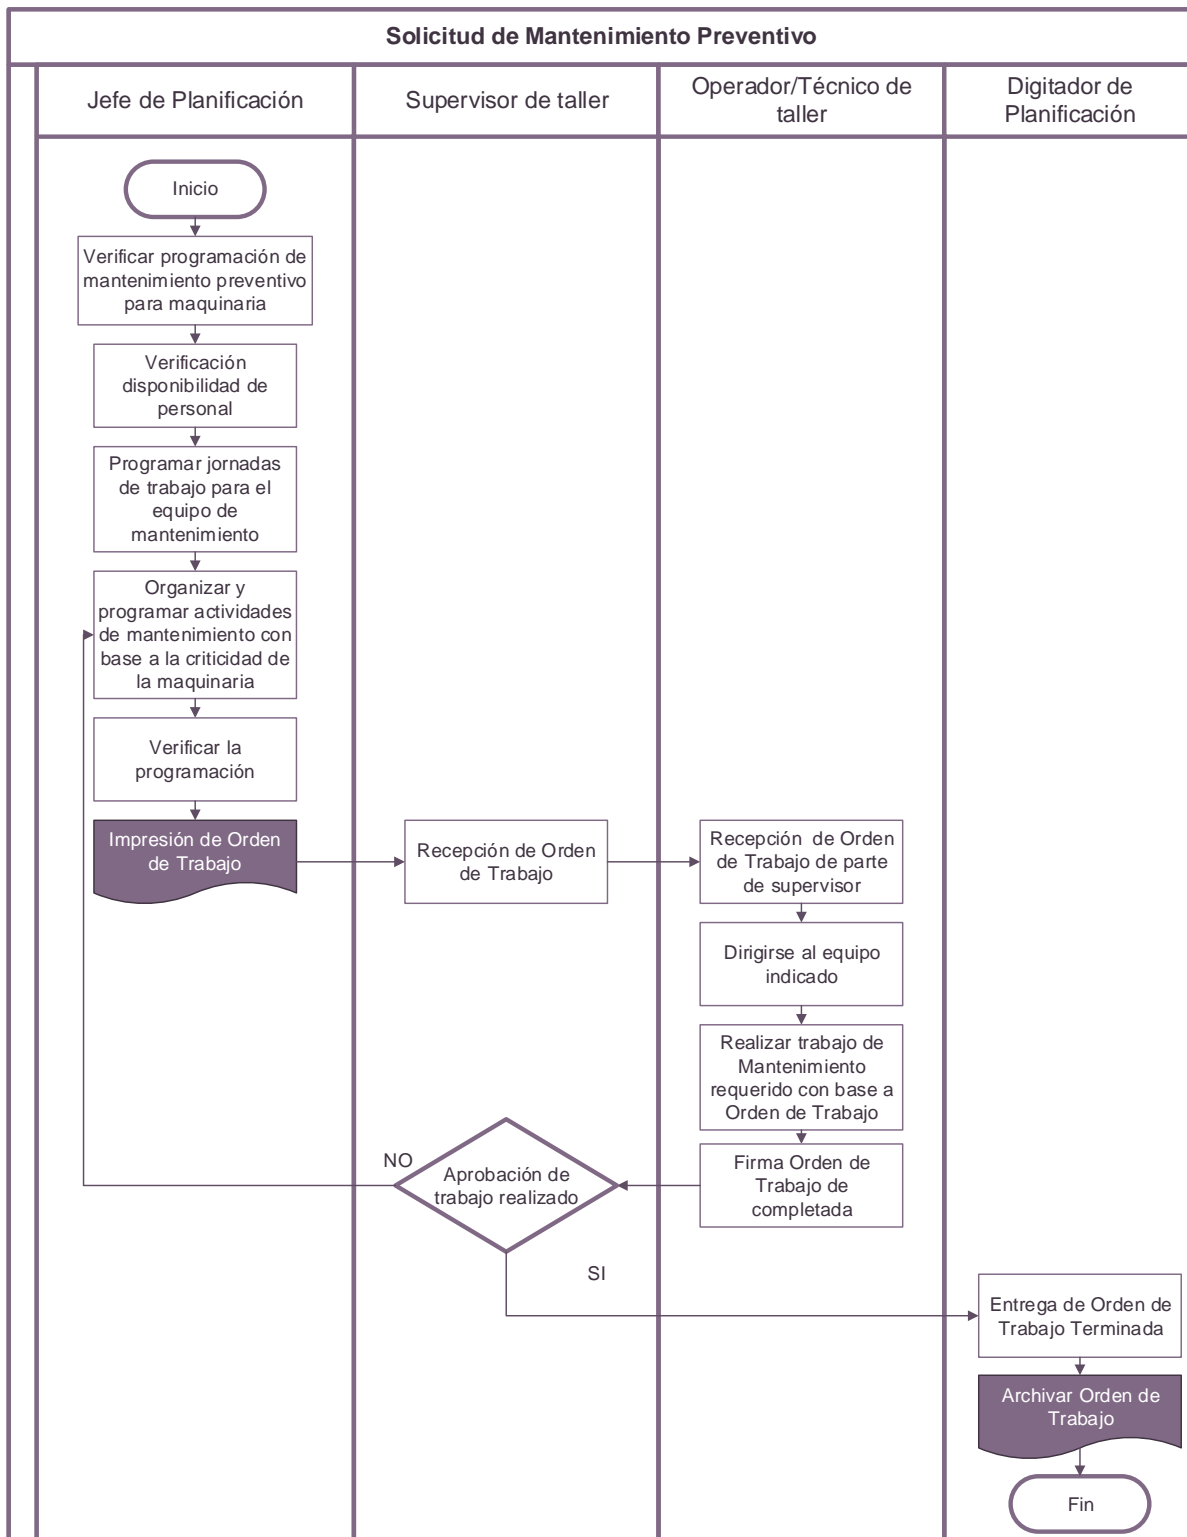 Solicitud de Mantenimiento Preventivo
Jefe de Planificación
Supervisor de taller
Operador/Técnico de
taller
Digitador de
Planificación
Inicio
Verificar programación de
mantenimiento preventivo
para maquinaria
Verificación
disponibilidad de
personal
Programar jornadas
de trabajo para el
equipo de
mantenimiento
Organizar y
programar actividades
de mantenimiento con
base a la criticidad de
la maquinaria
Verificar la
programación
Impresión de Orden
de Trabajo
Recepción de Orden
de Trabajo
Recepción de Orden
de Trabajo de parte
de supervisor
Dirigirse al equipo
indicado
Realizar trabajo de
Mantenimiento
requerido con base a
Orden de Trabajo
Firma Orden de
Trabajo de
completada
Aprobación de
trabajo realizado
NO
SI
Entrega de Orden de
Trabajo Terminada
Archivar Orden de
Trabajo
Fin